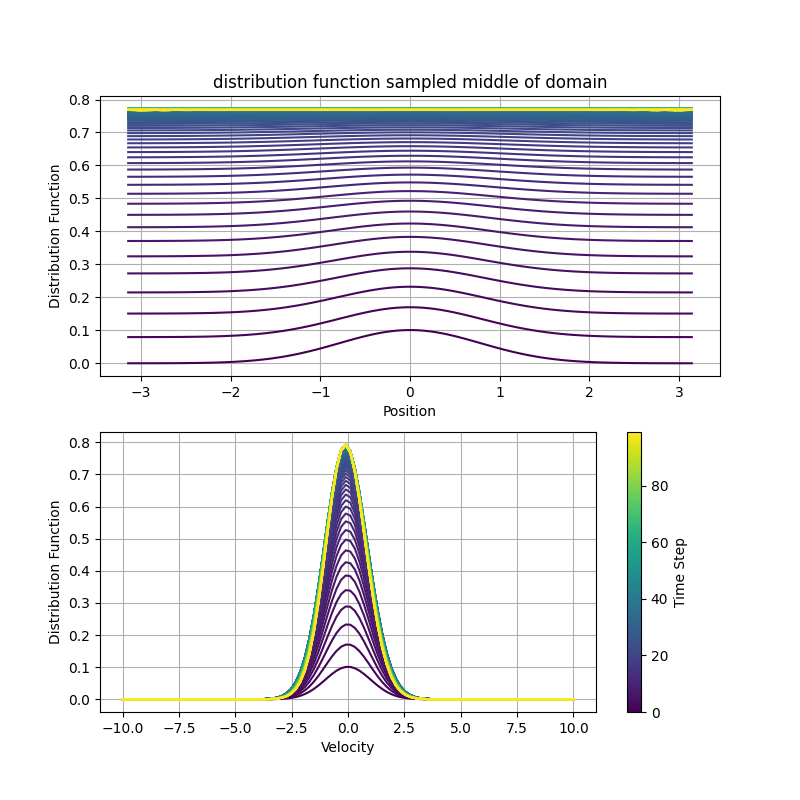 distribution function sampled middle of domain
Distribution Function
0.8
0.7
0.6
0.5
0.4
0.3
0.2
0.1
0.0
−3 −2 −1 0 1 2 3
Position
Distribution Function
0.8
0.7
0.6
0.5
0.4
0.3
0.2
0.1
0.0
−10.0 −7.5 −5.0 −2.5 0.0 2.5 5.0 7.5 10.0
Velocity
80
60
40
20
0
Time Step